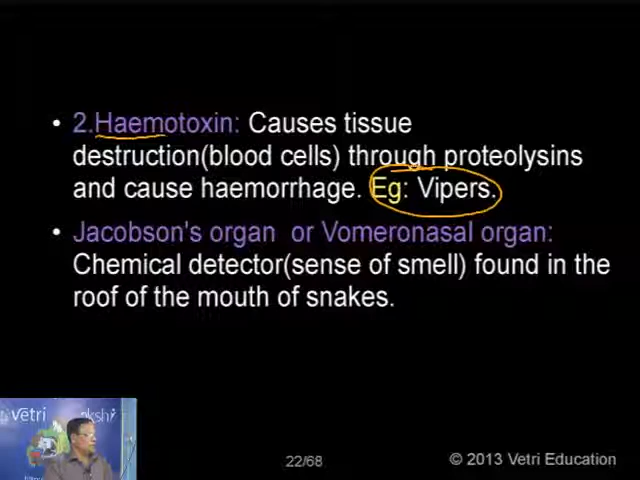 • 2.Haemotoxin: Causes tissue
destruction(blood cells) through proteolysins
and cause haemorrhage. Eg: Vipers.
• Jacobson's organ or Vomeronasal organ:
Chemical detector(sense of smell) found in the
roof of the mouth of snakes.
vetri
22/68
© 2013 Vetri Education